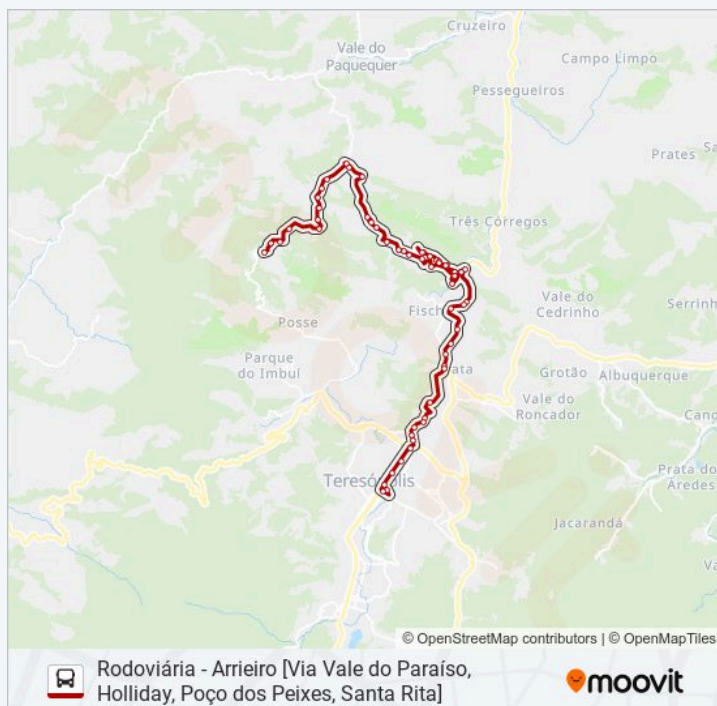 Cruzeiro
Vale do
Paquequer
Campo Limpo
Pessegueiros
Prates
Três Córregos
Vale do
Cedrinho
Fisch
Posse
Parque
do Imbuí
ata
Grotão
Albuquerque
Vale do
Roncador
Teresópolis
Prata do
Aredes
Jacarandá
© OpenStreetMap contributors | © OpenMapTiles
Rodoviária - Arrieiro [Via Vale do Paraíso,
Holliday, Poço dos Peixes, Santa Rita]
moovit